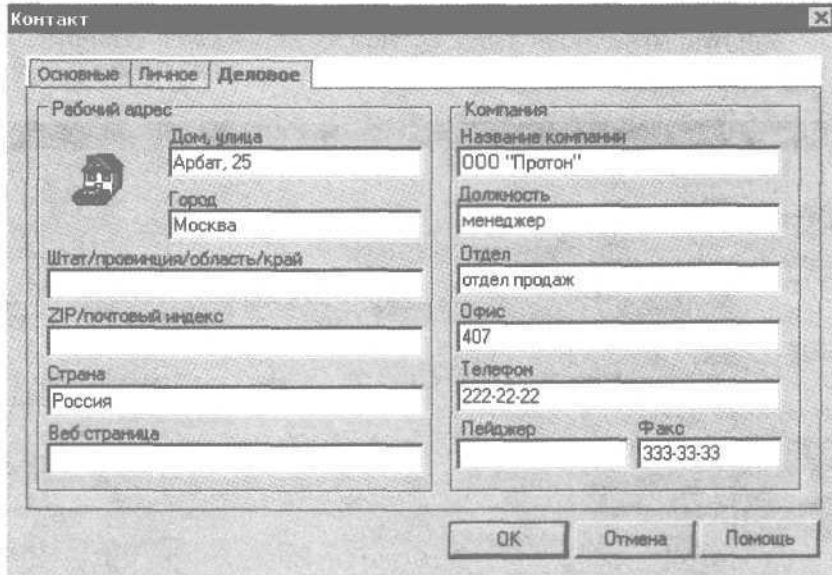 Контакт
Основные Личное Деловое
Рабочий адрес
Дом, улица
Арбат, 25
Город
Москва
Штат/провинция/область/край
ZIP/почтовый индекс
Страна
Россия
Веб страница
Компания
Название компании
ООО "Протон"
Должность
менеджер
Отдел
отдел продаж
Офис
407
Телефон
222-22-22
Пейджер Факс
333-33-33
OK Отмена Помощь